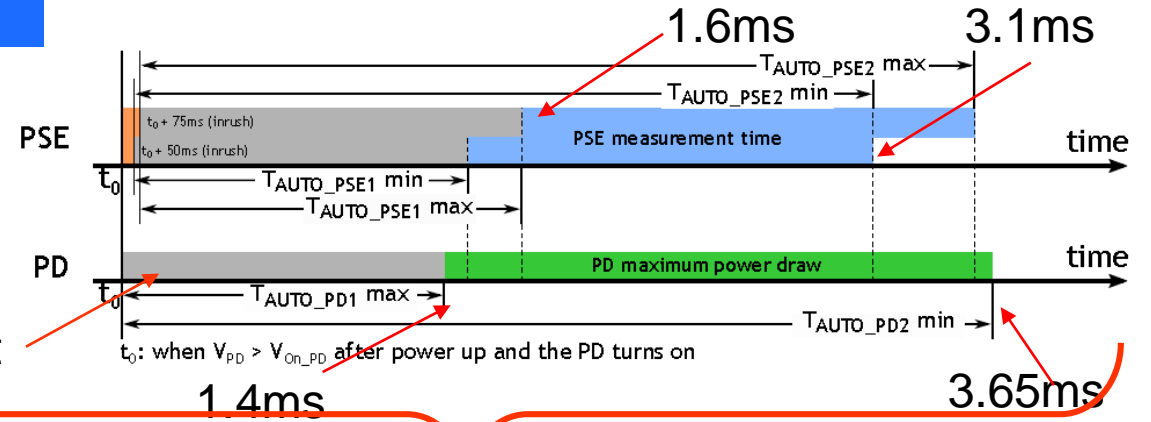 1.6ms
3.1ms
TAUTO_PSE2 max
TAUTO_PSE2 min
PSE
t0 + 75ms (inrush)
PSE measurement time
t0 + 50ms (inrush)
time
t0
TAUTO_PSE1 min
TAUTO_PSE1 max
PD
PD maximum power draw
time
t0
TAUTO_PD1 max
TAUTO_PD2 min
t0: when VPD > VOn_PD after power up and the PD turns on
1.4ms
3.65ms